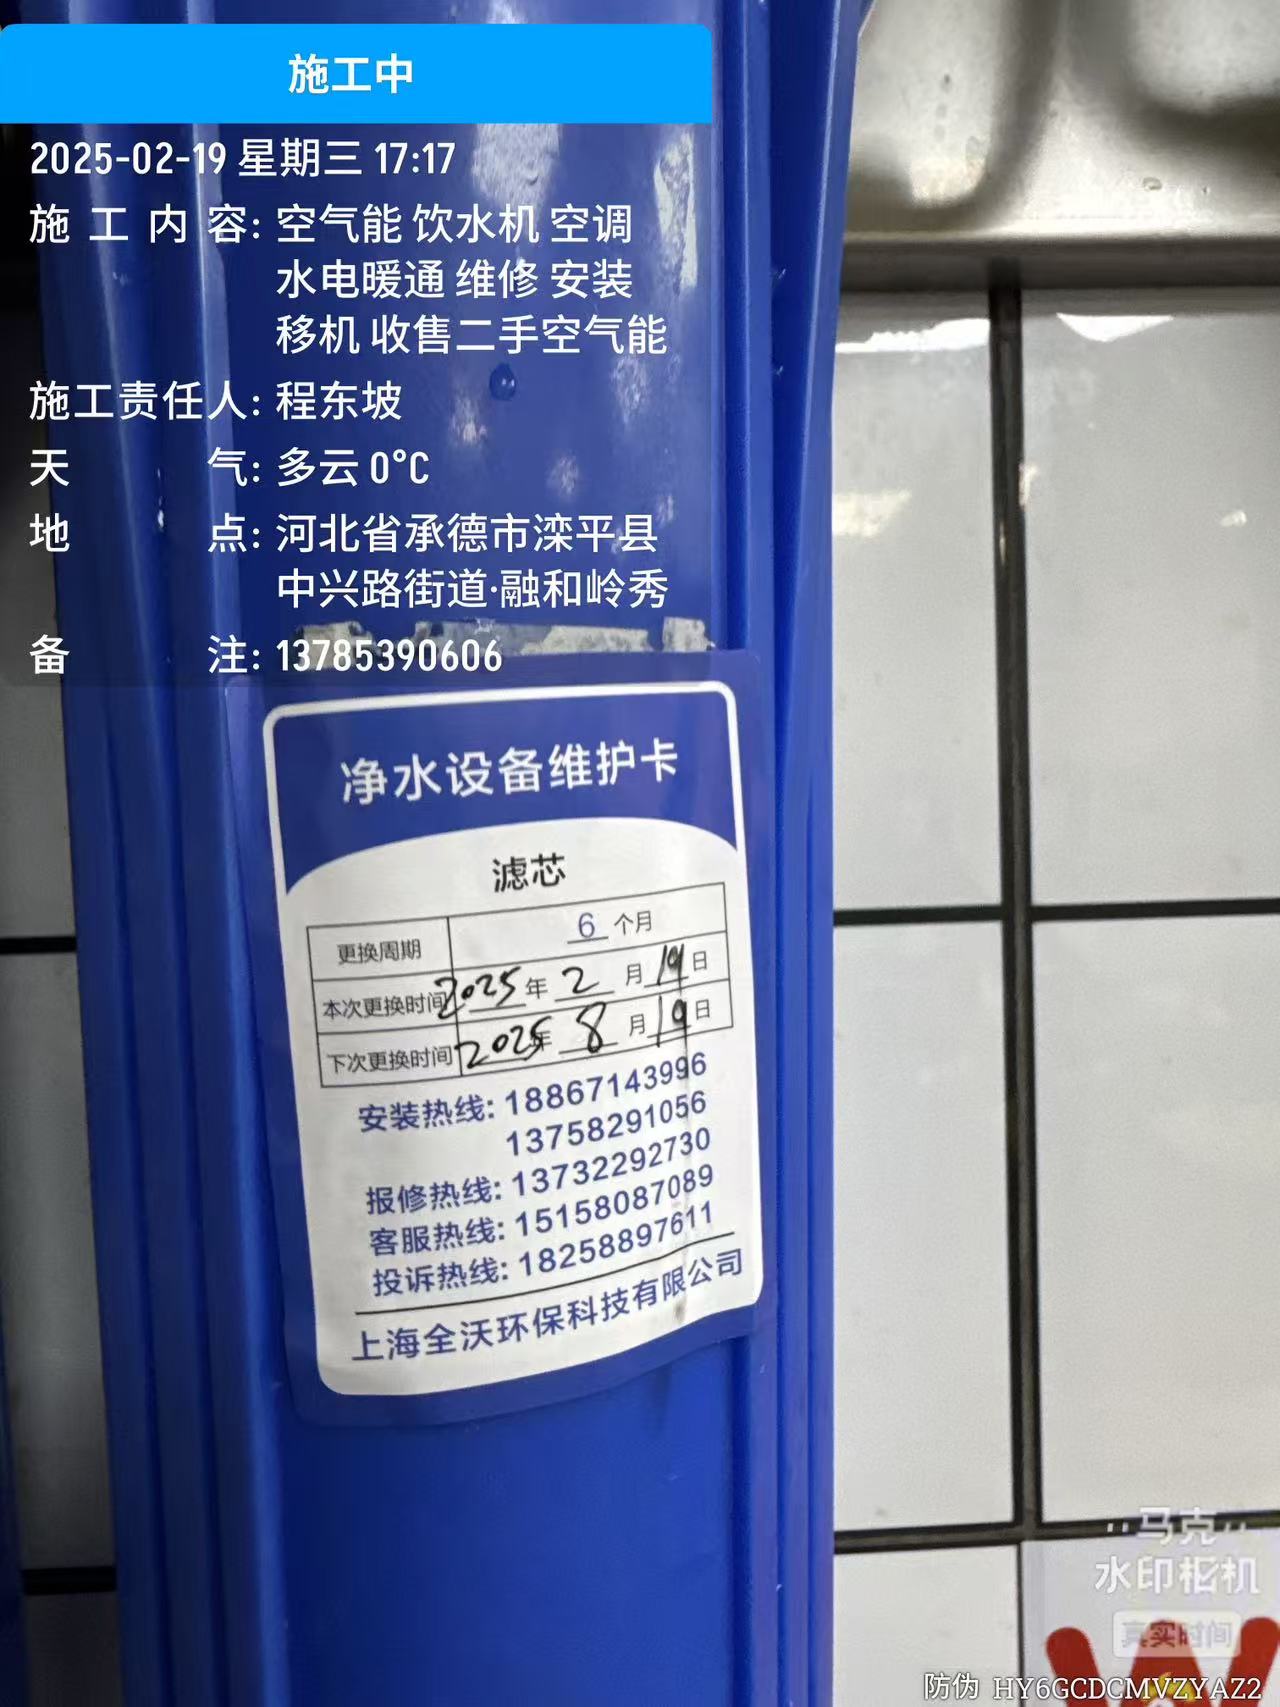 施工中
2025-02-19 星期三 17:17
施工内容: 空气能 饮水机 空调
水电暖通 维修 安装
移机 收售二手空气能
施工责任人: 程东坡
天气: 多云 0°C
地点: 河北省承德市滦平县
中兴路街道·融和岭秀
备注: 13785390606
净水设备维护卡
滤芯
更换周期 6 个月
本次更换时间 2025年 2 月 19 日
下次更换时间 2025年 8 月 19 日
安装热线: 18867143996
13758291056
报修热线: 13732292730
客服热线: 15158087089
投诉热线: 18258897611
上海全沃环保科技有限公司
马克
水印相机
真实时间
防伪 HY6GCDCMVZYAZ2